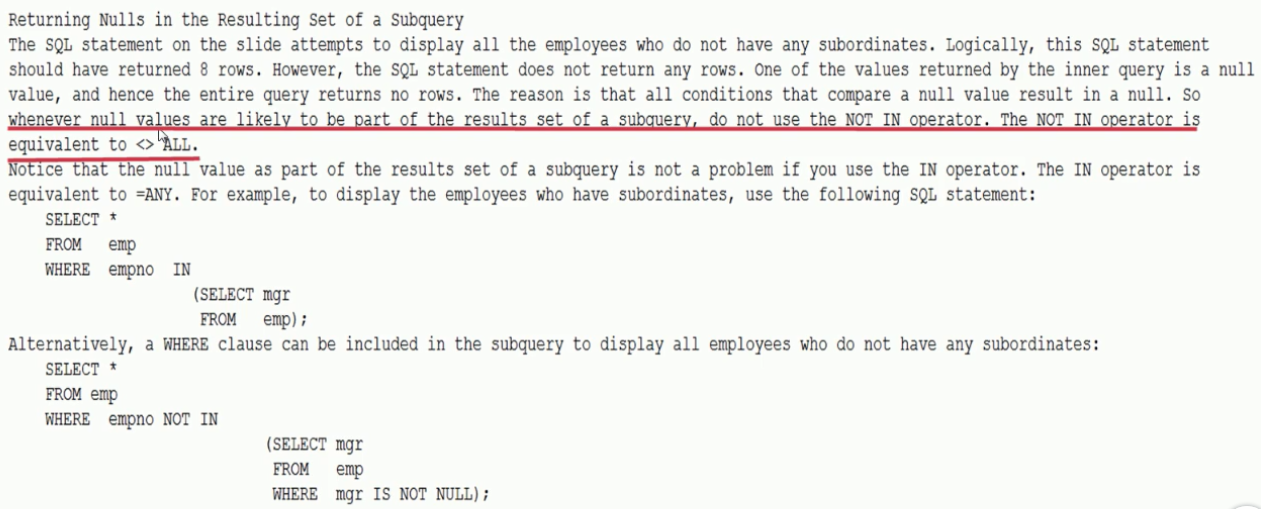 Returning Nulls in the Resulting Set of a Subquery
The SQL statement on the slide attempts to display all the employees who do not have any subordinates. Logically, this SQL statement
should have returned 8 rows. However, the SQL statement does not return any rows. One of the values returned by the inner query is a null
value, and hence the entire query returns no rows. The reason is that all conditions that compare a null value result in a null. So
whenever null values are likely to be part of the results set of a subquery, do not use the NOT IN operator. The NOT IN operator is
equivalent to <> ALL.
Notice that the null value as part of the results set of a subquery is not a problem if you use the IN operator. The IN operator is
equivalent to =ANY. For example, to display the employees who have subordinates, use the following SQL statement:
SELECT *
FROM emp
WHERE empno IN
(SELECT mgr
FROM emp);
Alternatively, a WHERE clause can be included in the subquery to display all employees who do not have any subordinates:
SELECT *
FROM emp
WHERE empno NOT IN
(SELECT mgr
FROM emp
WHERE mgr IS NOT NULL);